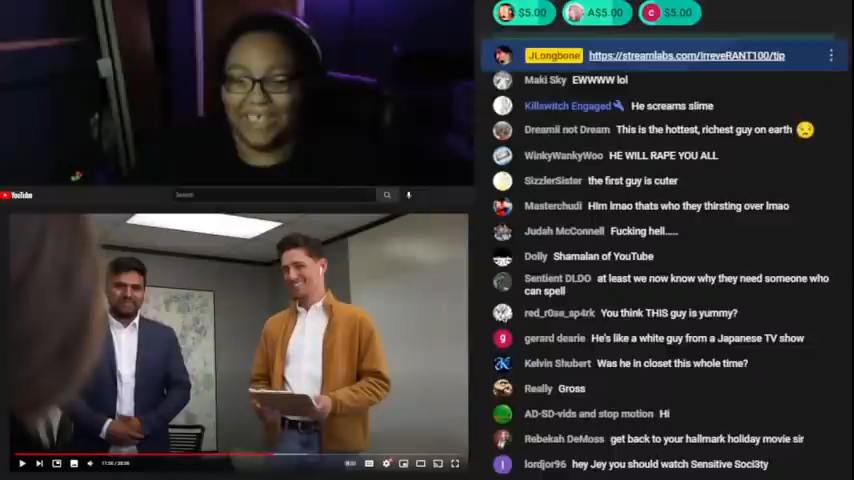 $5.00 A$5.00 $5.00
JLongbone https://streamlabs.com/IrreveRANT100/tip
Maki Sky EWWWW lol
Killswitch Engaged He screams slime
Dreamii not Dream This is the hottest, richest guy on earth
WinkyWankyWoo HE WILL RAPE YOU ALL
SizzlerSister the first guy is cuter
Masterchudi HIm lmao thats who they thirsting over lmao
Judah McConnell Fucking hell.....
Dolly Shamalan of YouTube
Sentient DLDO at least we now know why they need someone who
can spell
red_r0se_sp4rk You think THIS guy is yummy?
gerard dearie He's like a white guy from a Japanese TV show
Kelvin Shubert Was he in closet this whole time?
Really Gross
AD-SD-vids and stop motion Hi
Rebekah DeMoss get back to your hallmark holiday movie sir
lordjor96 hey Jey you should watch Sensitive Soci3ty
YouTube
Search